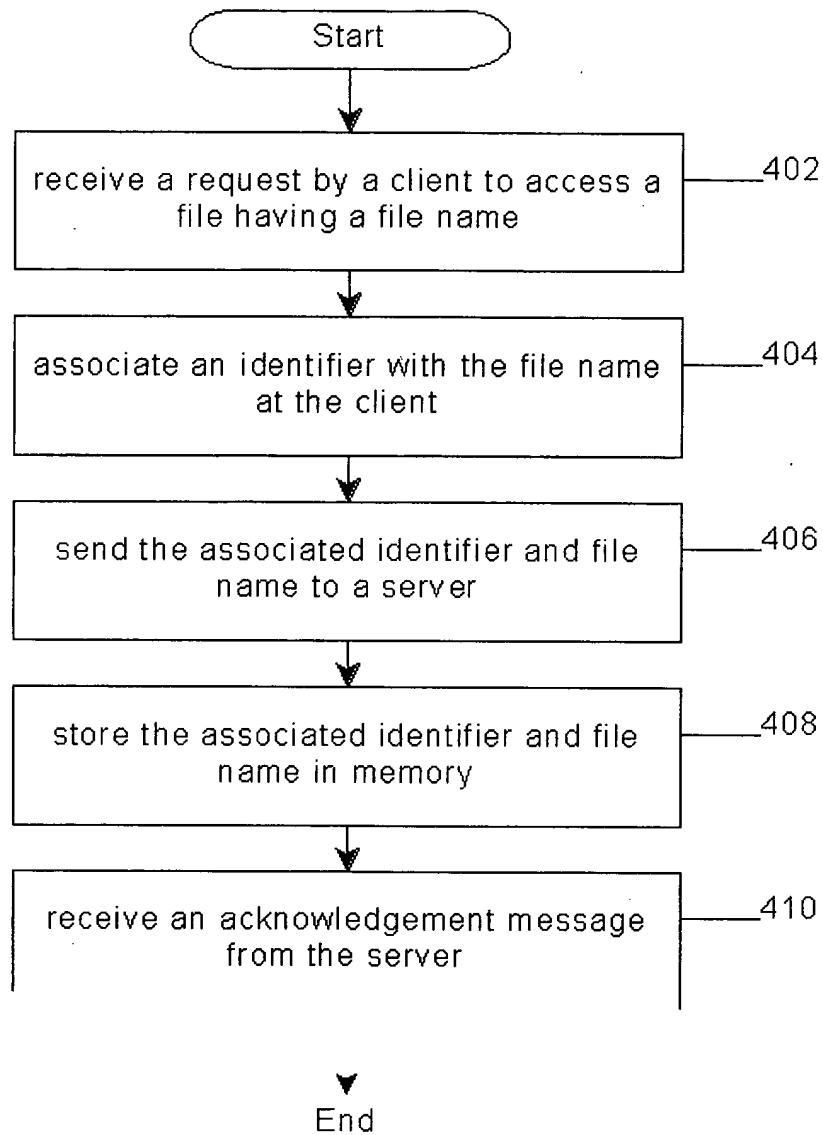 Start
receive a request by a client to access a
file having a file name
402
associate an identifier with the file name
at the client
404
send the associated identifier and file
name to a server
406
store the associated identifier and file
name in memory
408
receive an acknowledgement message
from the server
410
End